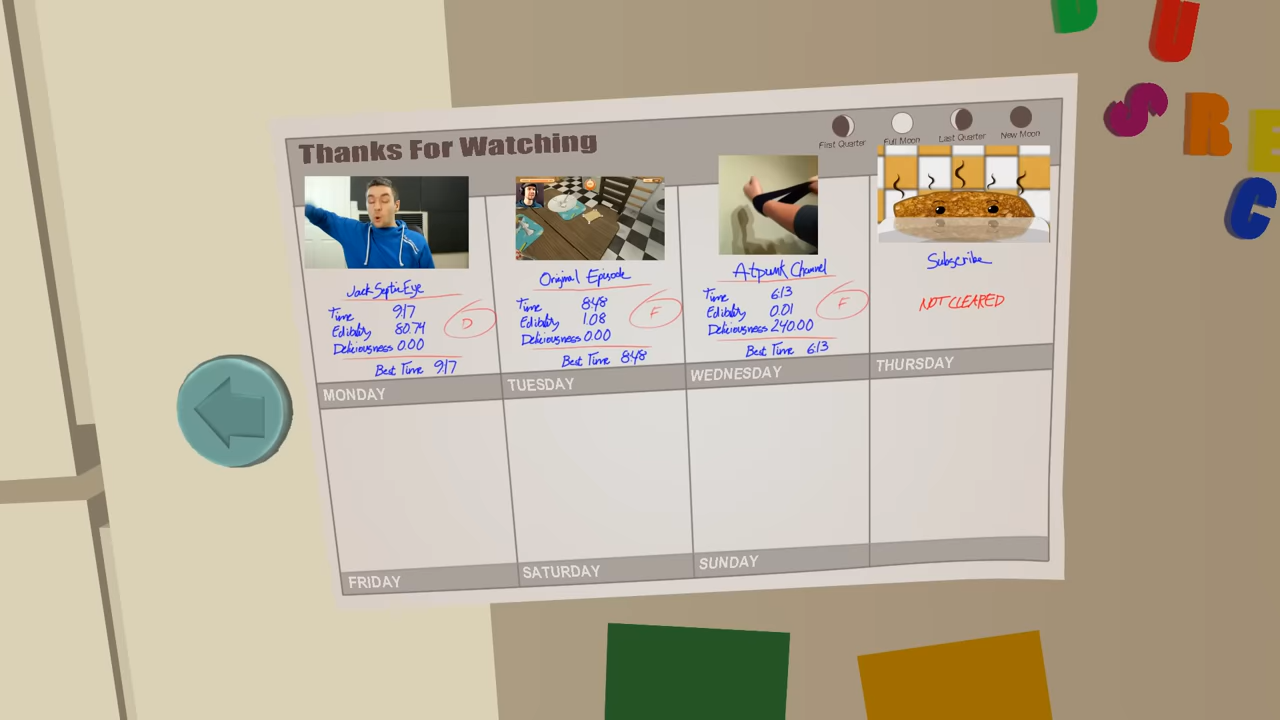 Thanks For Watching
First Quarter
Full Moon
Last Quarter
New Moon
JackSepticEye
Time 9.17
Edibility 80.74
Deliciousness 0.00
D
Best Time 9.17
MONDAY
Original Episode
Time 8.48
Edibility 1.08
Deliciousness 0.00
F
Best Time 8.48
TUESDAY
Atpunk Channel
Time 6.13
Edibility 0.01
Deliciousness 240.00
F
Best Time 6.13
WEDNESDAY
Subscribe
NOT CLEARED
THURSDAY
FRIDAY
SATURDAY
SUNDAY
U
S R E
C